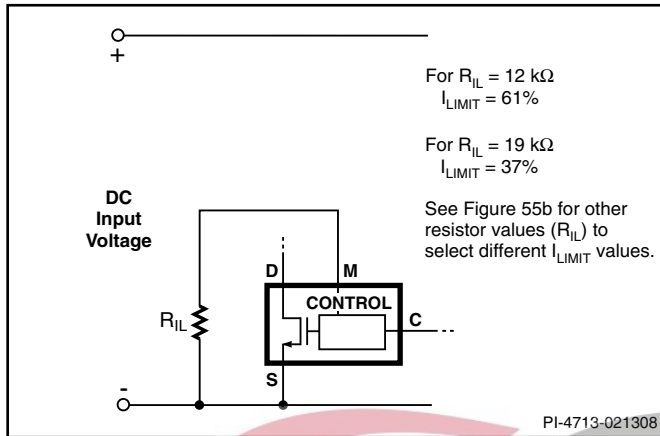 +
For R_IL = 12 kΩ
I_LIMIT = 61%
For R_IL = 19 kΩ
I_LIMIT = 37%
See Figure 55b for other
resistor values (R_IL) to
select different I_LIMIT values.
DC
Input
Voltage
D M
CONTROL
C
R_IL
S
-
PI-4713-021308